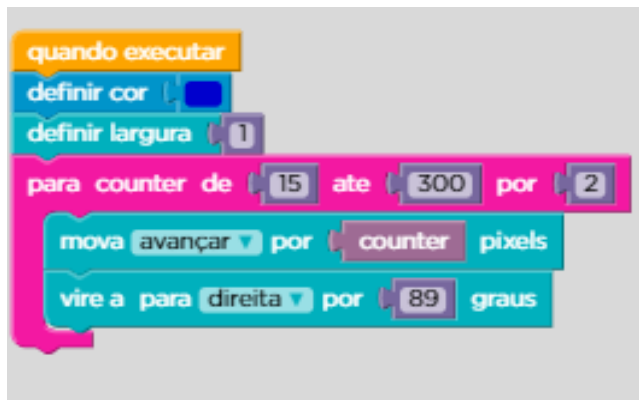 quando executar
definir cor
definir largura 1
para counter de 15 ate 300 por 2
mova avançar por counter pixels
vire a para direita por 89 graus